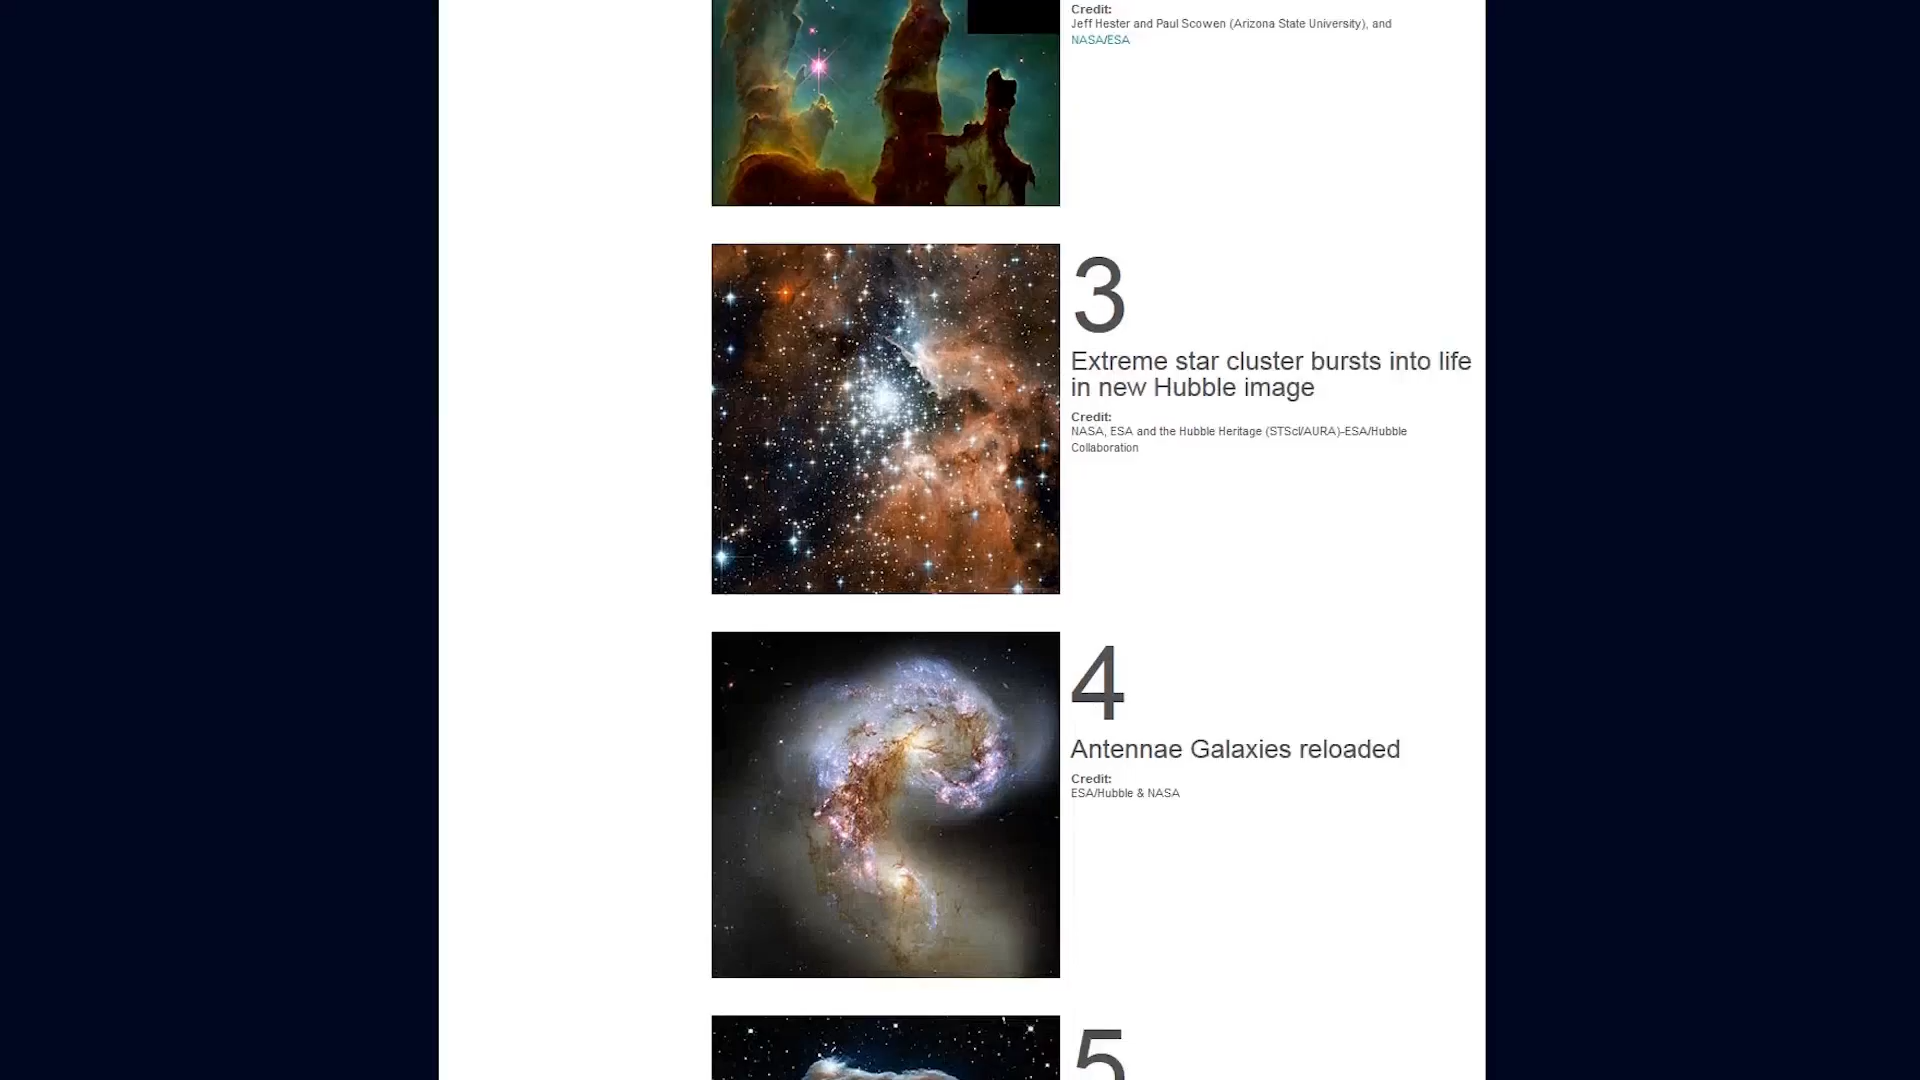 Credit:
Jeff Hester and Paul Scowen (Arizona State University), and
NASA/ESA
3
Extreme star cluster bursts into life
in new Hubble image
Credit:
NASA, ESA and the Hubble Heritage (STScI/AURA)-ESA/Hubble
Collaboration
4
Antennae Galaxies reloaded
Credit:
ESA/Hubble & NASA
5